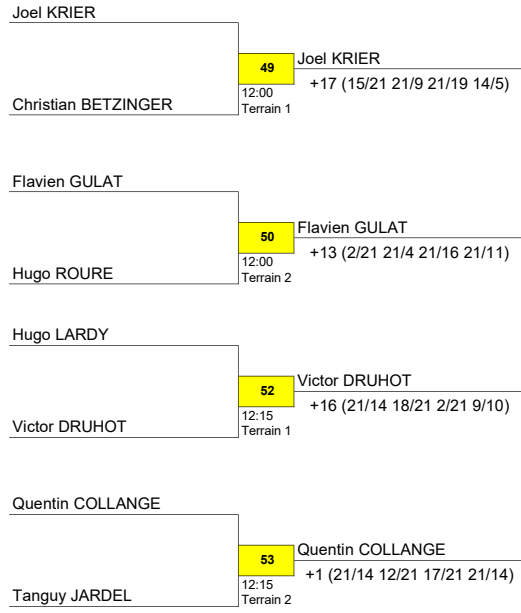 Joel KRIER
49
Joel KRIER
+17 (15/21 21/9 21/19 14/5)
12:00
Christian BETZINGER
Terrain 1
Flavien GULAT
50
Flavien GULAT
+13 (2/21 21/4 21/16 21/11)
12:00
Hugo ROURE
Terrain 2
Hugo LARDY
52
Victor DRUHOT
+16 (21/14 18/21 2/21 9/10)
12:15
Victor DRUHOT
Terrain 1
Quentin COLLANGE
53
Quentin COLLANGE
+1 (21/14 12/21 17/21 21/14)
12:15
Tanguy JARDEL
Terrain 2